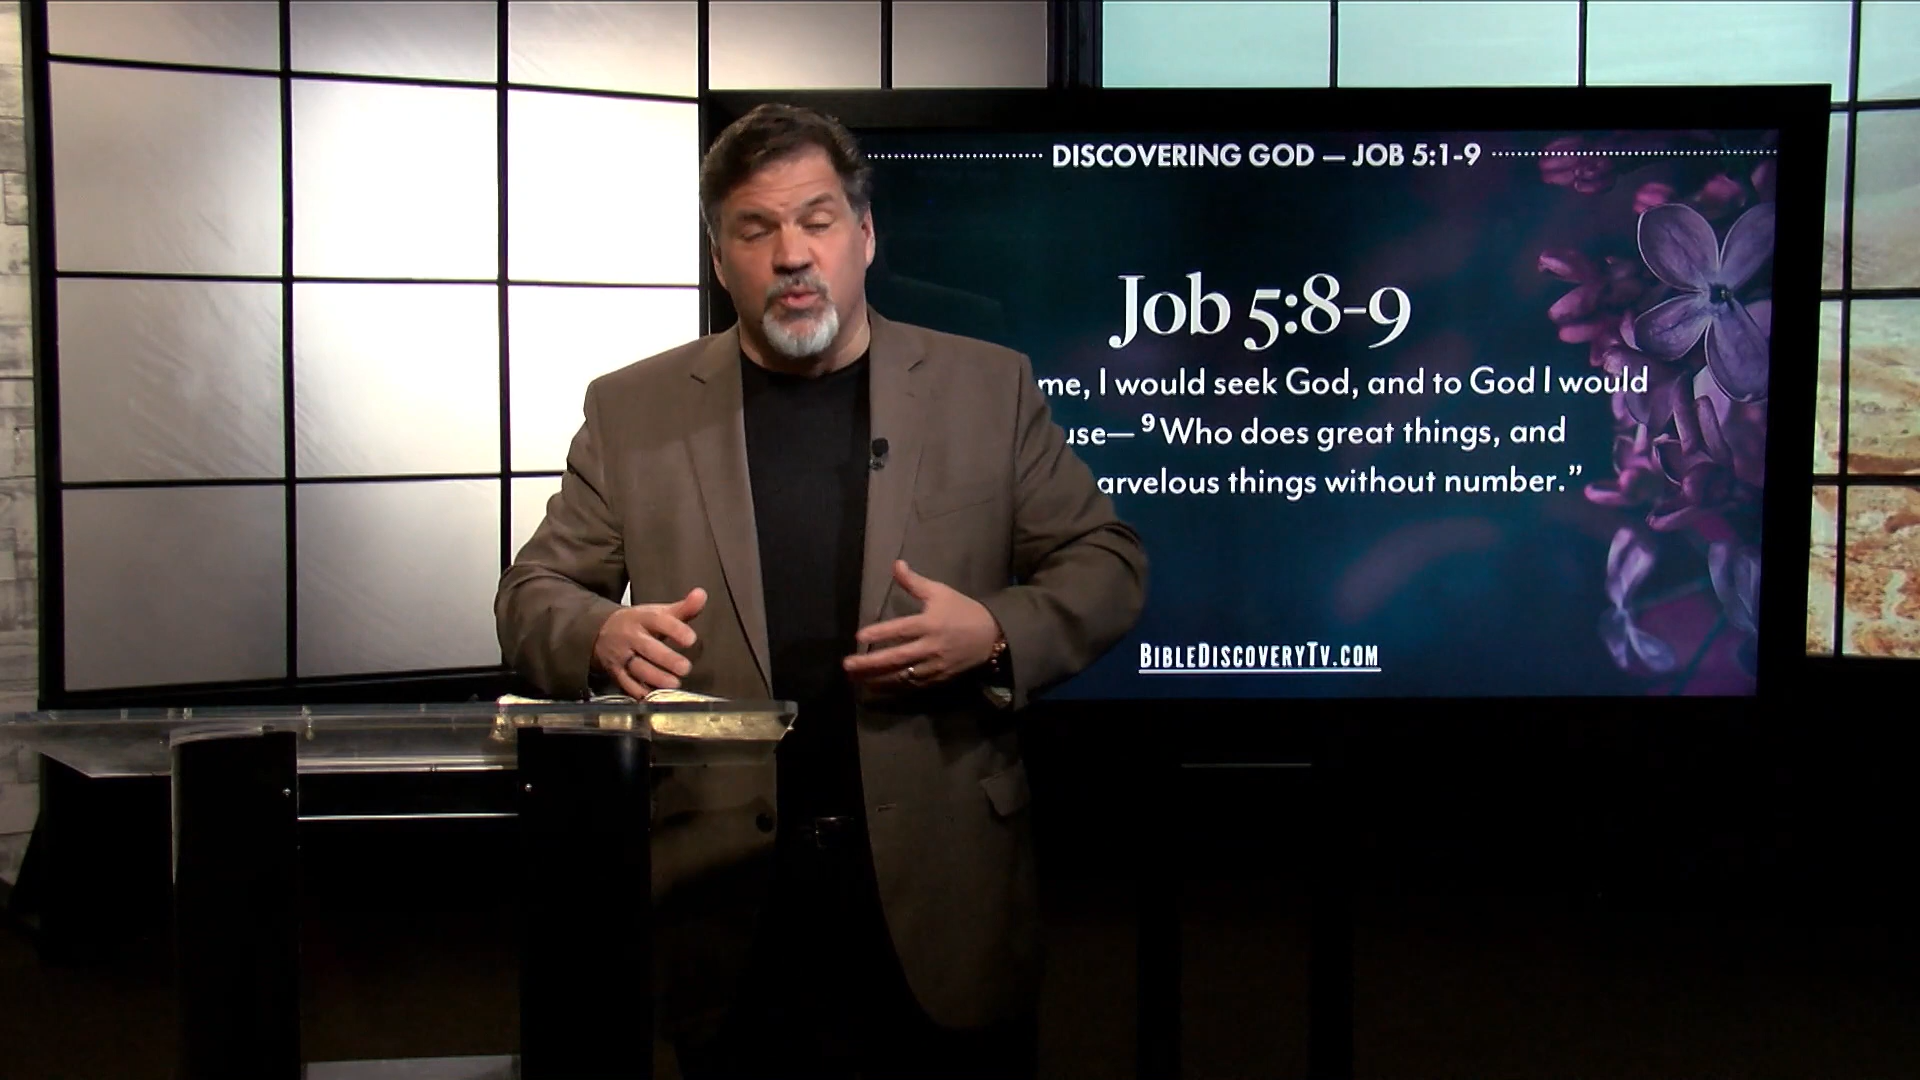 DISCOVERING GOD — JOB 5:1-9
Job 5:8-9
me, I would seek God, and to God I would
use— 9 Who does great things, and
arvelous things without number.”
BIBLEDISCOVERYTV.COM